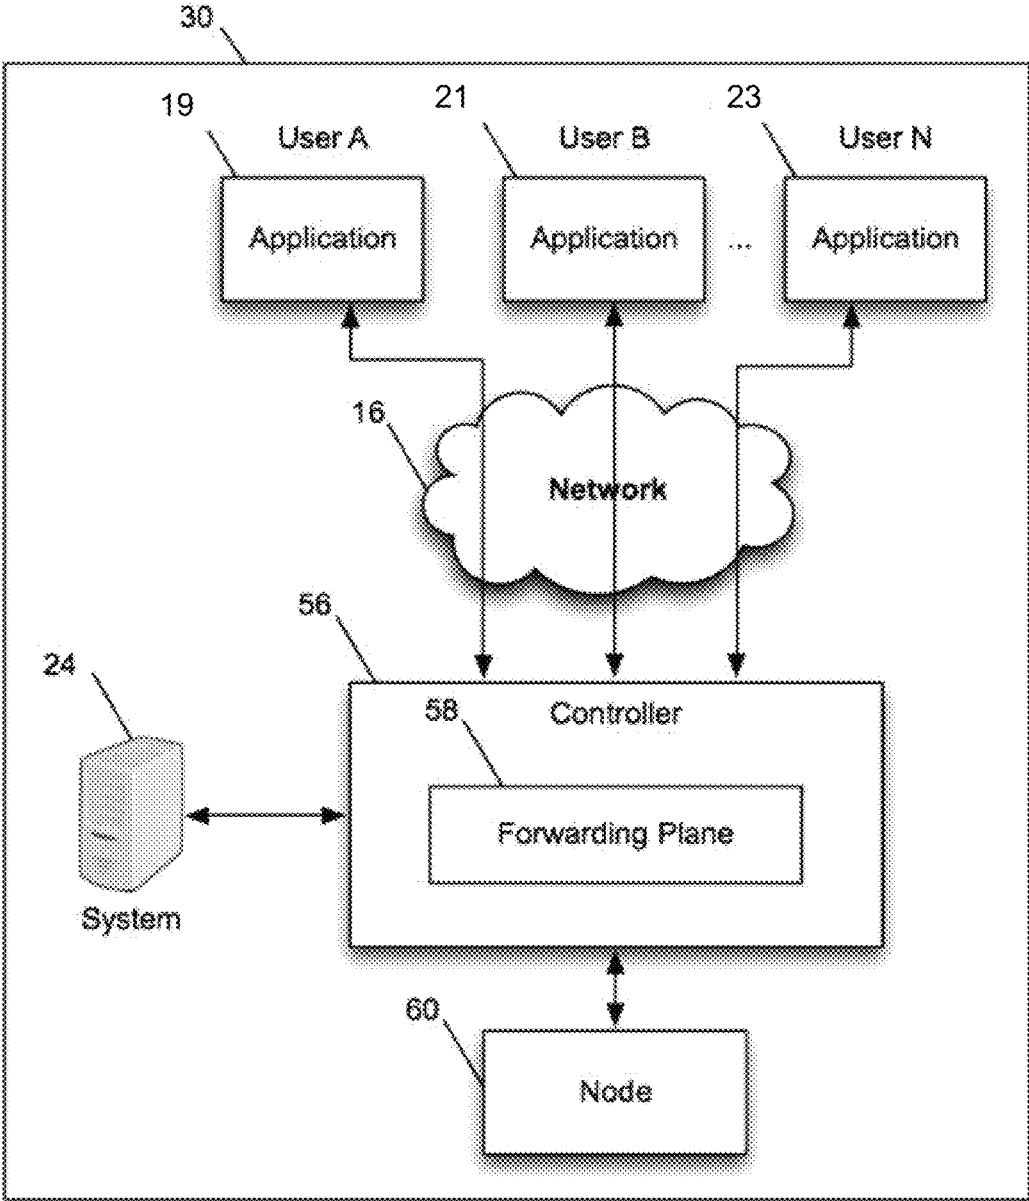 30
19
21
23
User A
User B
User N
Application
Application
...
Application
16
Network
56
24
58
Controller
Forwarding Plane
System
60
Node